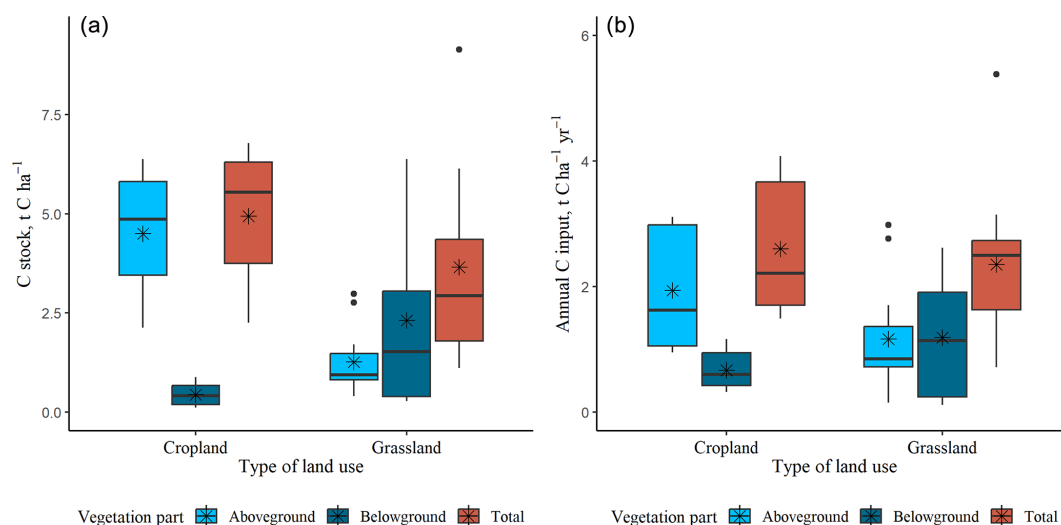 (a)
C stock, t C ha⁻¹
7.5
5.0
2.5
0.0
Cropland
Grassland
Type of land use
Vegetation part Aboveground Belowground Total
(b)
Annual C input, t C ha⁻¹ yr⁻¹
6
4
2
0
Cropland
Grassland
Type of land use
Vegetation part Aboveground Belowground Total